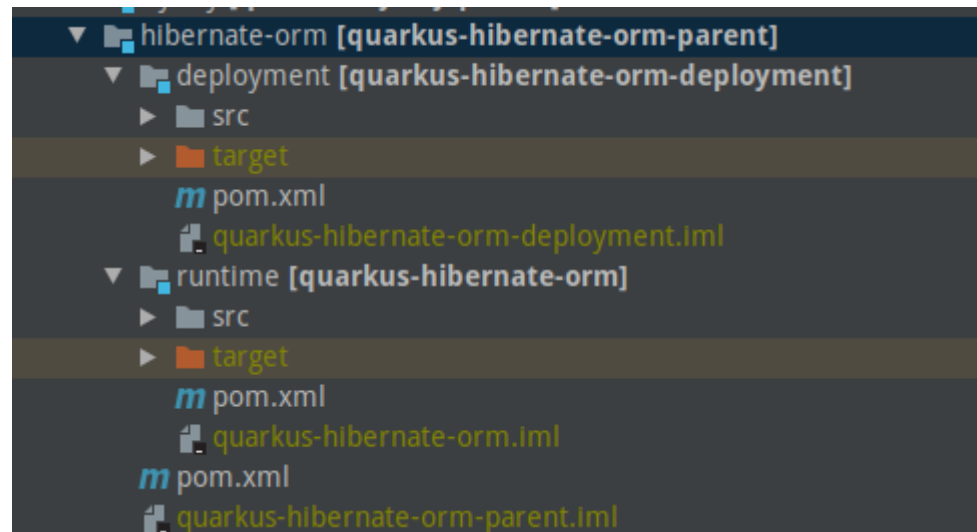 hibernate-orm [quarkus-hibernate-orm-parent]
deployment [quarkus-hibernate-orm-deployment]
src
target
m pom.xml
quarkus-hibernate-orm-deployment.iml
runtime [quarkus-hibernate-orm]
src
target
m pom.xml
quarkus-hibernate-orm.iml
m pom.xml
quarkus-hibernate-orm-parent.iml